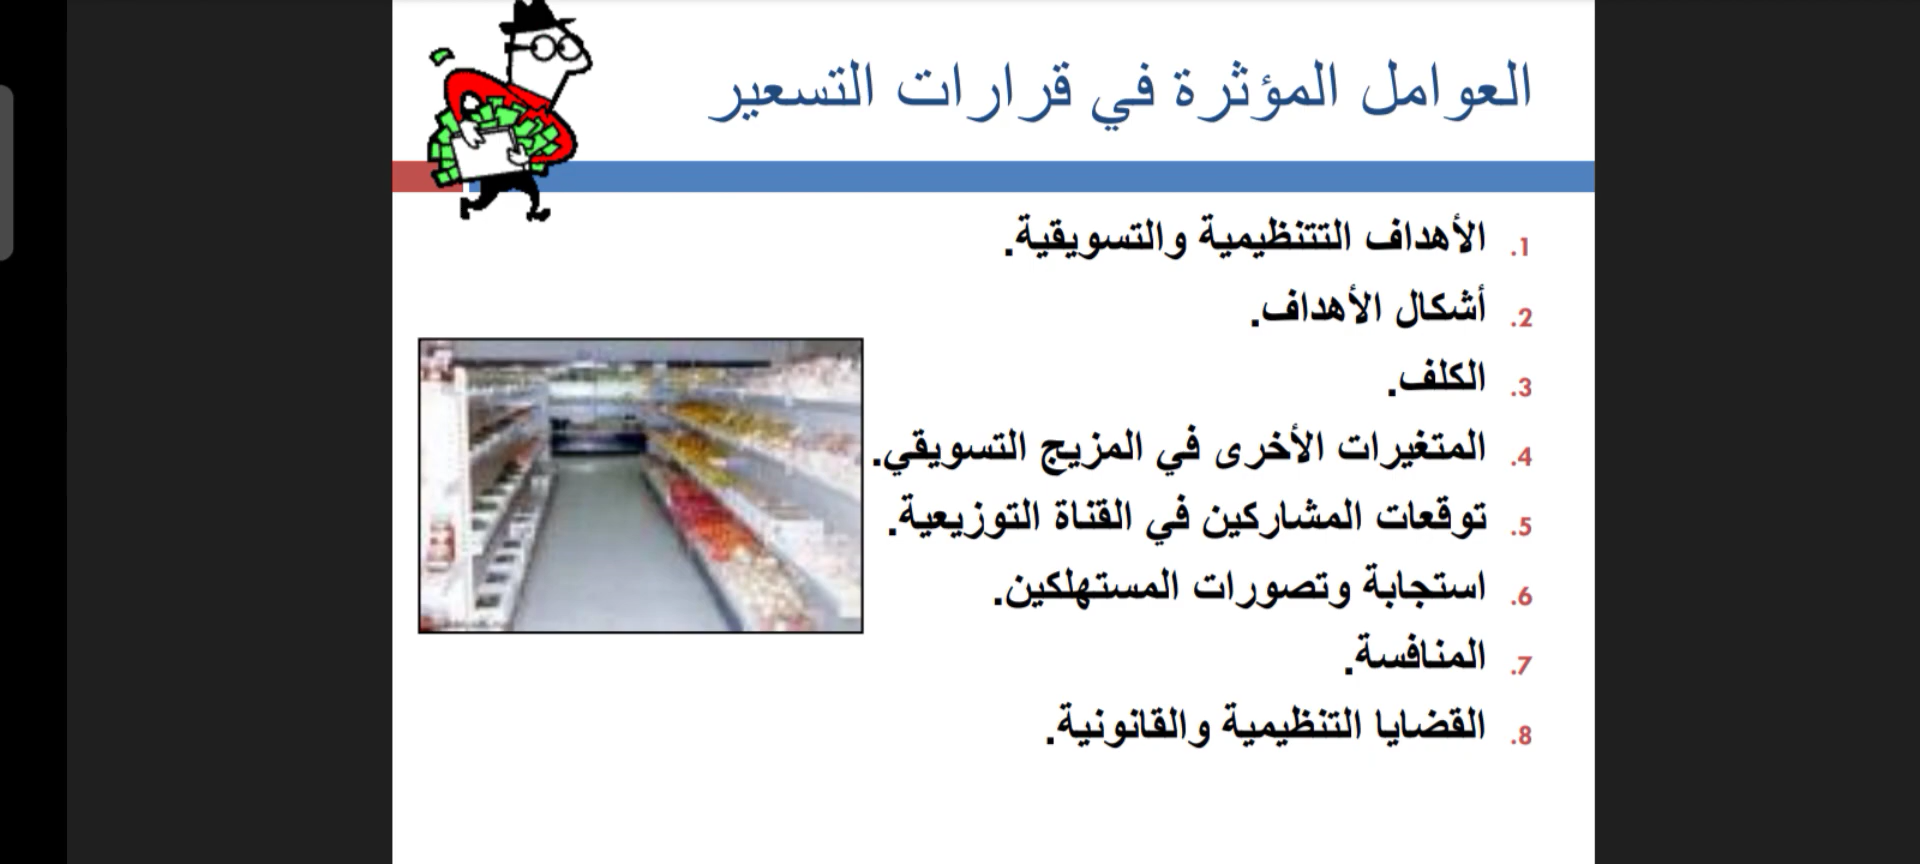 العوامل المؤثرة في قرارات التسعير
1. الأهداف التتنظيمية والتسويقية.
2. أشكال الأهداف.
3. الكلف.
4. المتغيرات الأخرى في المزيج التسويقي.
5. توقعات المشاركين في القناة التوزيعية.
6. استجابة وتصورات المستهلكين.
7. المنافسة.
8. القضايا التنظيمية والقانونية.